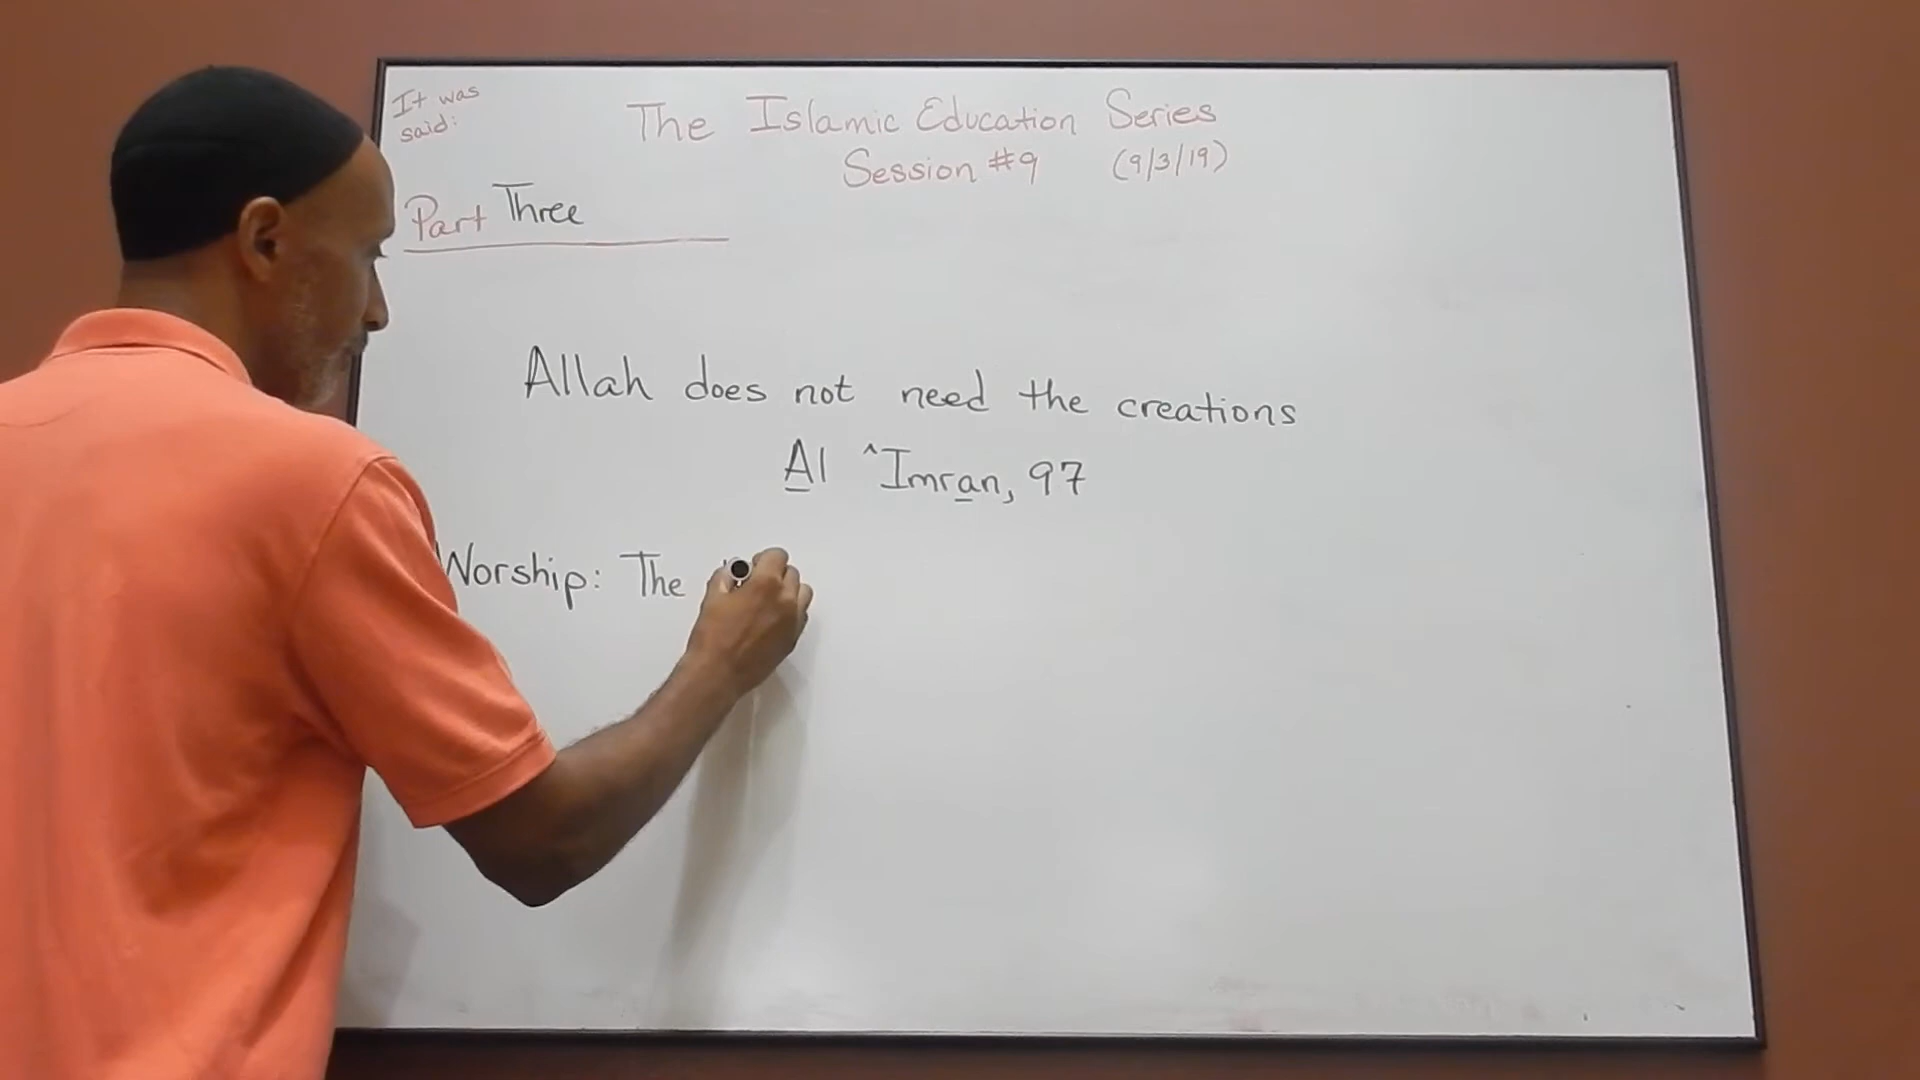 It was
said:
The Islamic Education Series
Session #9 (9/3/19)
Part Three
Allah does not need the creations
Al ^Imran, 97
Worship: The